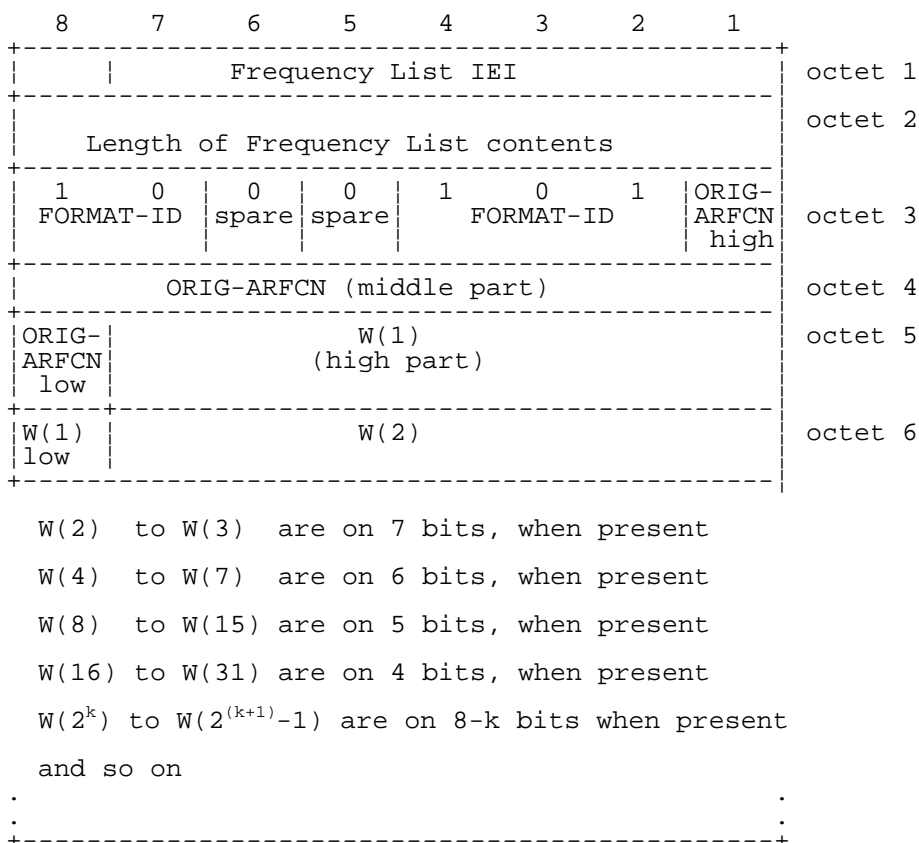 8 7 6 5 4 3 2 1
Frequency List IEI octet 1
octet 2
Length of Frequency List contents
1 0 0 0 1 0 1 ORIG-
FORMAT-ID spare spare FORMAT-ID ARFCN octet 3
high
ORIG-ARFCN (middle part) octet 4
ORIG- W(1) octet 5
ARFCN (high part)
low
W(1) W(2) octet 6
low
W(2) to W(3) are on 7 bits, when present
W(4) to W(7) are on 6 bits, when present
W(8) to W(15) are on 5 bits, when present
W(16) to W(31) are on 4 bits, when present
W(2^k) to W(2^(k+1)-1) are on 8-k bits when present
and so on
. .
. .